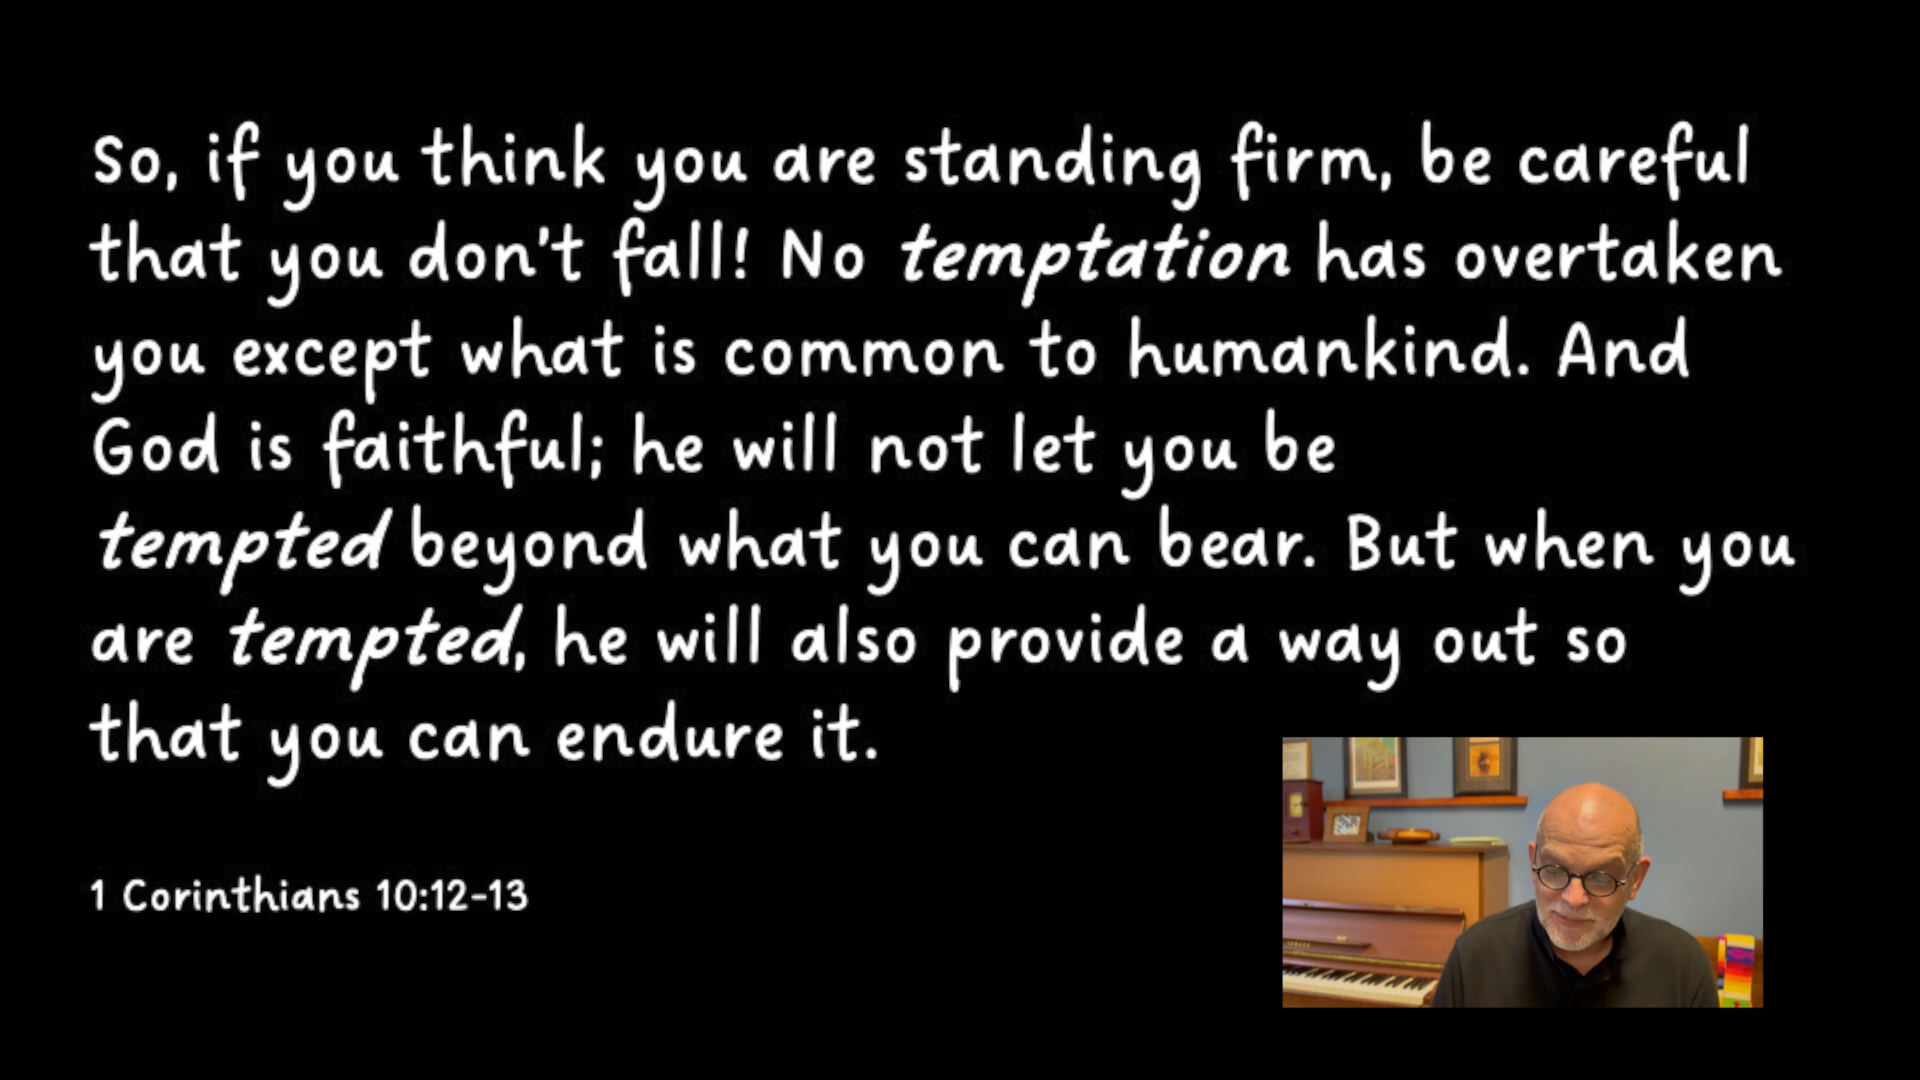 So, if you think you are standing firm, be careful
that you don't fall! No temptation has overtaken
you except what is common to humankind. And
God is faithful; he will not let you be
tempted beyond what you can bear. But when you
are tempted, he will also provide a way out so
that you can endure it.
1 Corinthians 10:12-13
YAMAHA